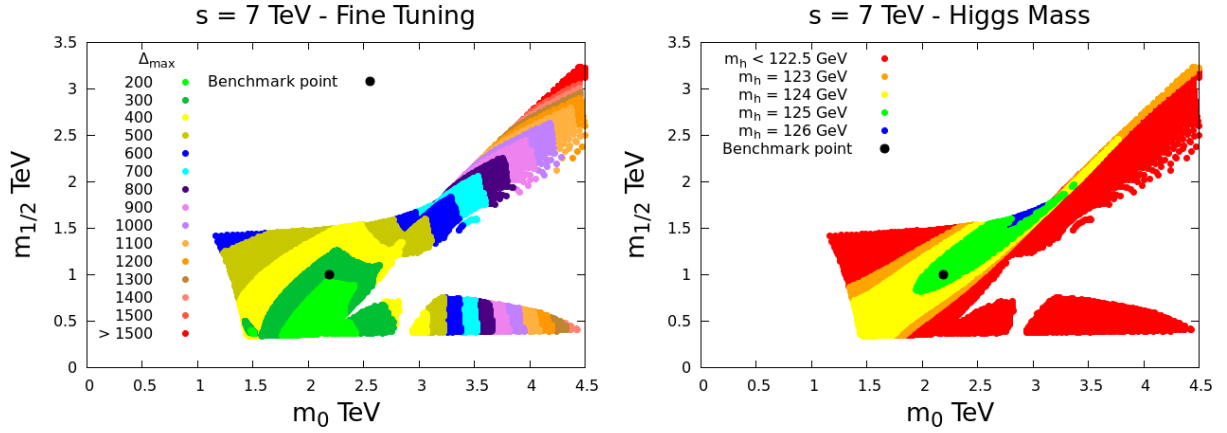 s = 7 TeV - Fine Tuning
3.5
3
2.5
2
1.5
1
0.5
0
m1/2 TeV
Δmax
200
300
400
500
600
700
800
900
1000
1100
1200
1300
1400
1500
> 1500
Benchmark point
0 0.5 1 1.5 2 2.5 3 3.5 4 4.5
m0 TeV
s = 7 TeV - Higgs Mass
3.5
3
2.5
2
1.5
1
0.5
0
m1/2 TeV
mh < 122.5 GeV
mh = 123 GeV
mh = 124 GeV
mh = 125 GeV
mh = 126 GeV
Benchmark point
0 0.5 1 1.5 2 2.5 3 3.5 4 4.5
m0 TeV